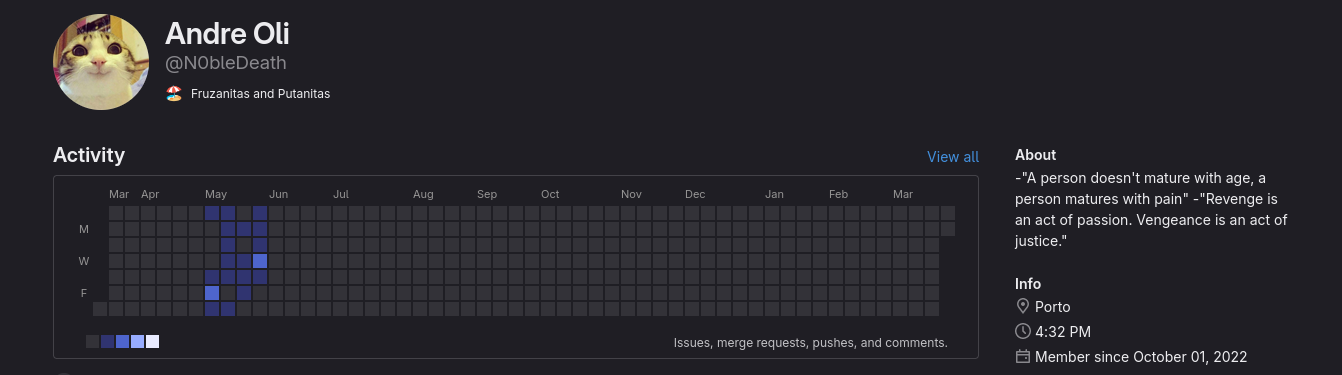 Andre Oli
@N0bleDeath
Fruzanitas and Putanitas
Activity
View all
Mar Apr May Jun Jul Aug Sep Oct Nov Dec Jan Feb Mar
M
W
F
Issues, merge requests, pushes, and comments.
About
-"A person doesn't mature with age, a
person matures with pain" -"Revenge is
an act of passion. Vengeance is an act of
justice."
Info
Porto
4:32 PM
Member since October 01, 2022